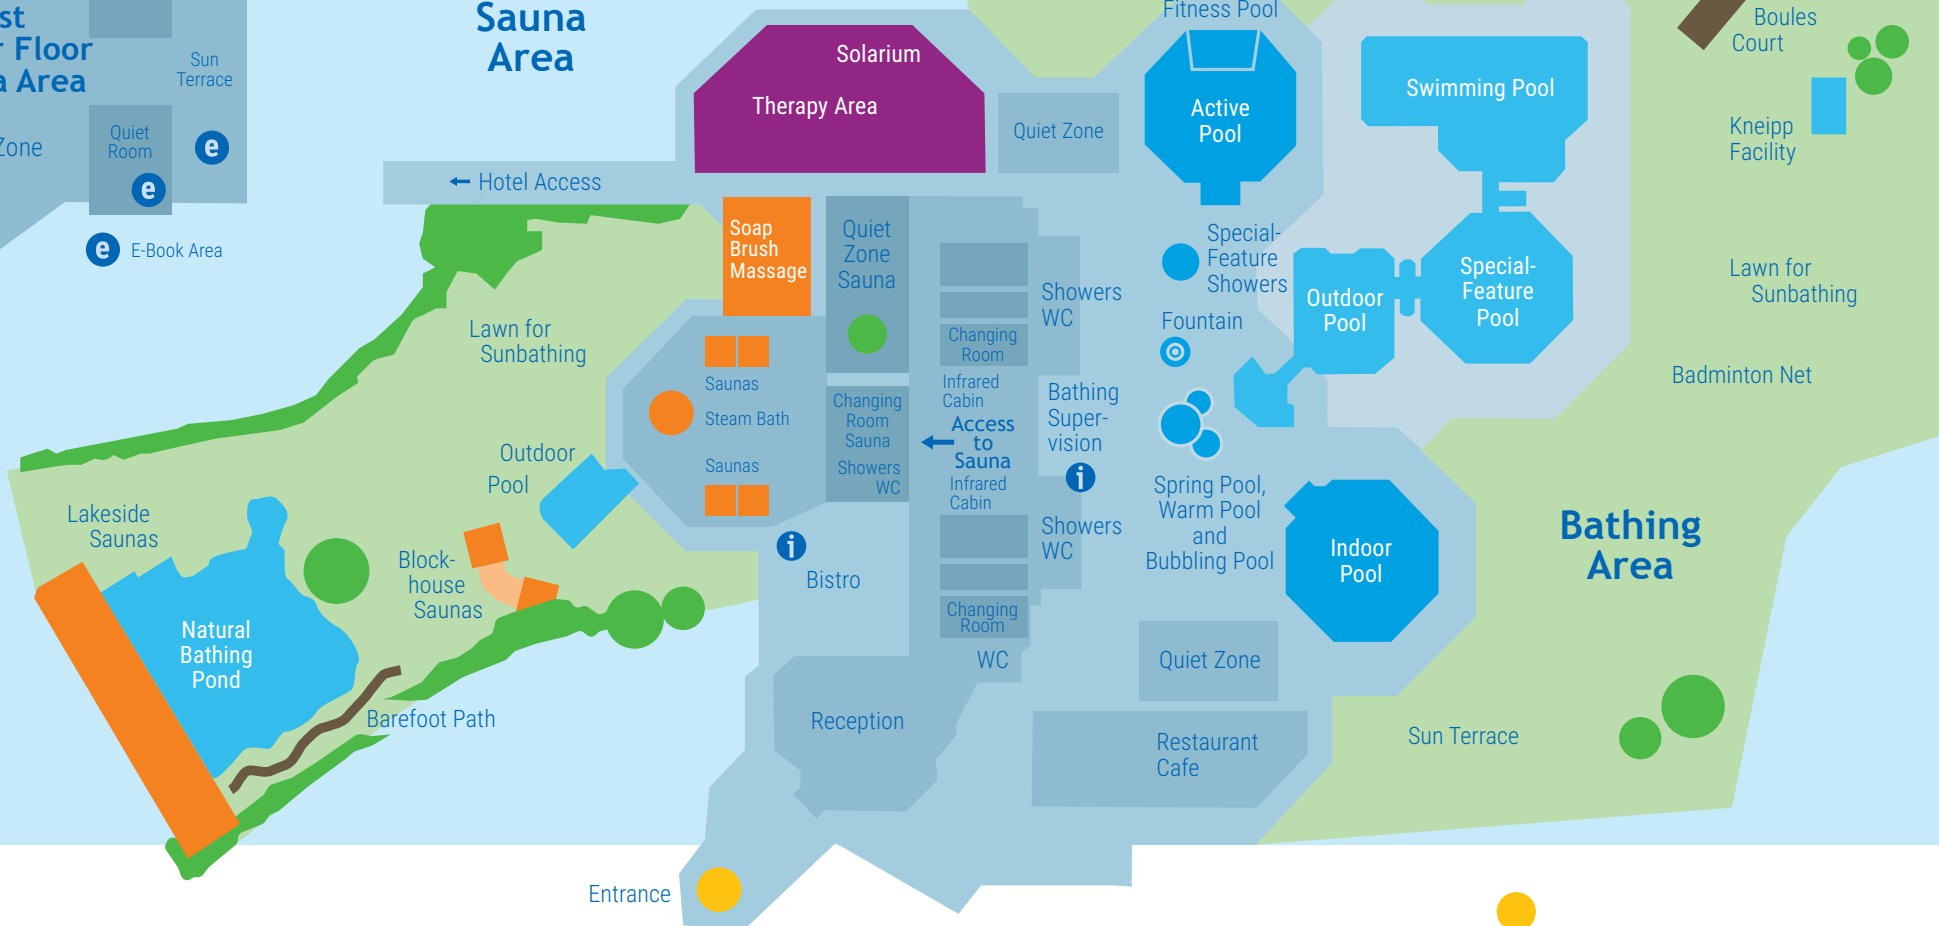 st
r Floor
a Area
Sun
Terrace
Quiet
Room
Zone
e
e
e
E-Book Area
Sauna
Area
Solarium
Therapy Area
Quiet Zone
Hotel Access
Fitness Pool
Active
Pool
Swimming Pool
Boules
Court
Kneipp
Facility
Soap
Brush
Massage
Quiet
Zone
Sauna
Showers
WC
Changing
Room
Infrared
Cabin
Special-
Feature
Showers
Fountain
Outdoor
Pool
Special-
Feature
Pool
Lawn for
Sunbathing
Badminton Net
Lawn for
Sunbathing
Saunas
Steam Bath
Saunas
Changing
Room
Sauna
Showers
WC
Access
to
Sauna
Infrared
Cabin
Bathing
Super-
vision
i
Showers
WC
Changing
Room
WC
Spring Pool,
Warm Pool
and
Bubbling Pool
Indoor
Pool
Bathing
Area
Outdoor
Pool
Lakeside
Saunas
Block-
house
Saunas
i
Bistro
Natural
Bathing
Pond
Barefoot Path
Reception
Quiet Zone
Restaurant
Cafe
Sun Terrace
Entrance